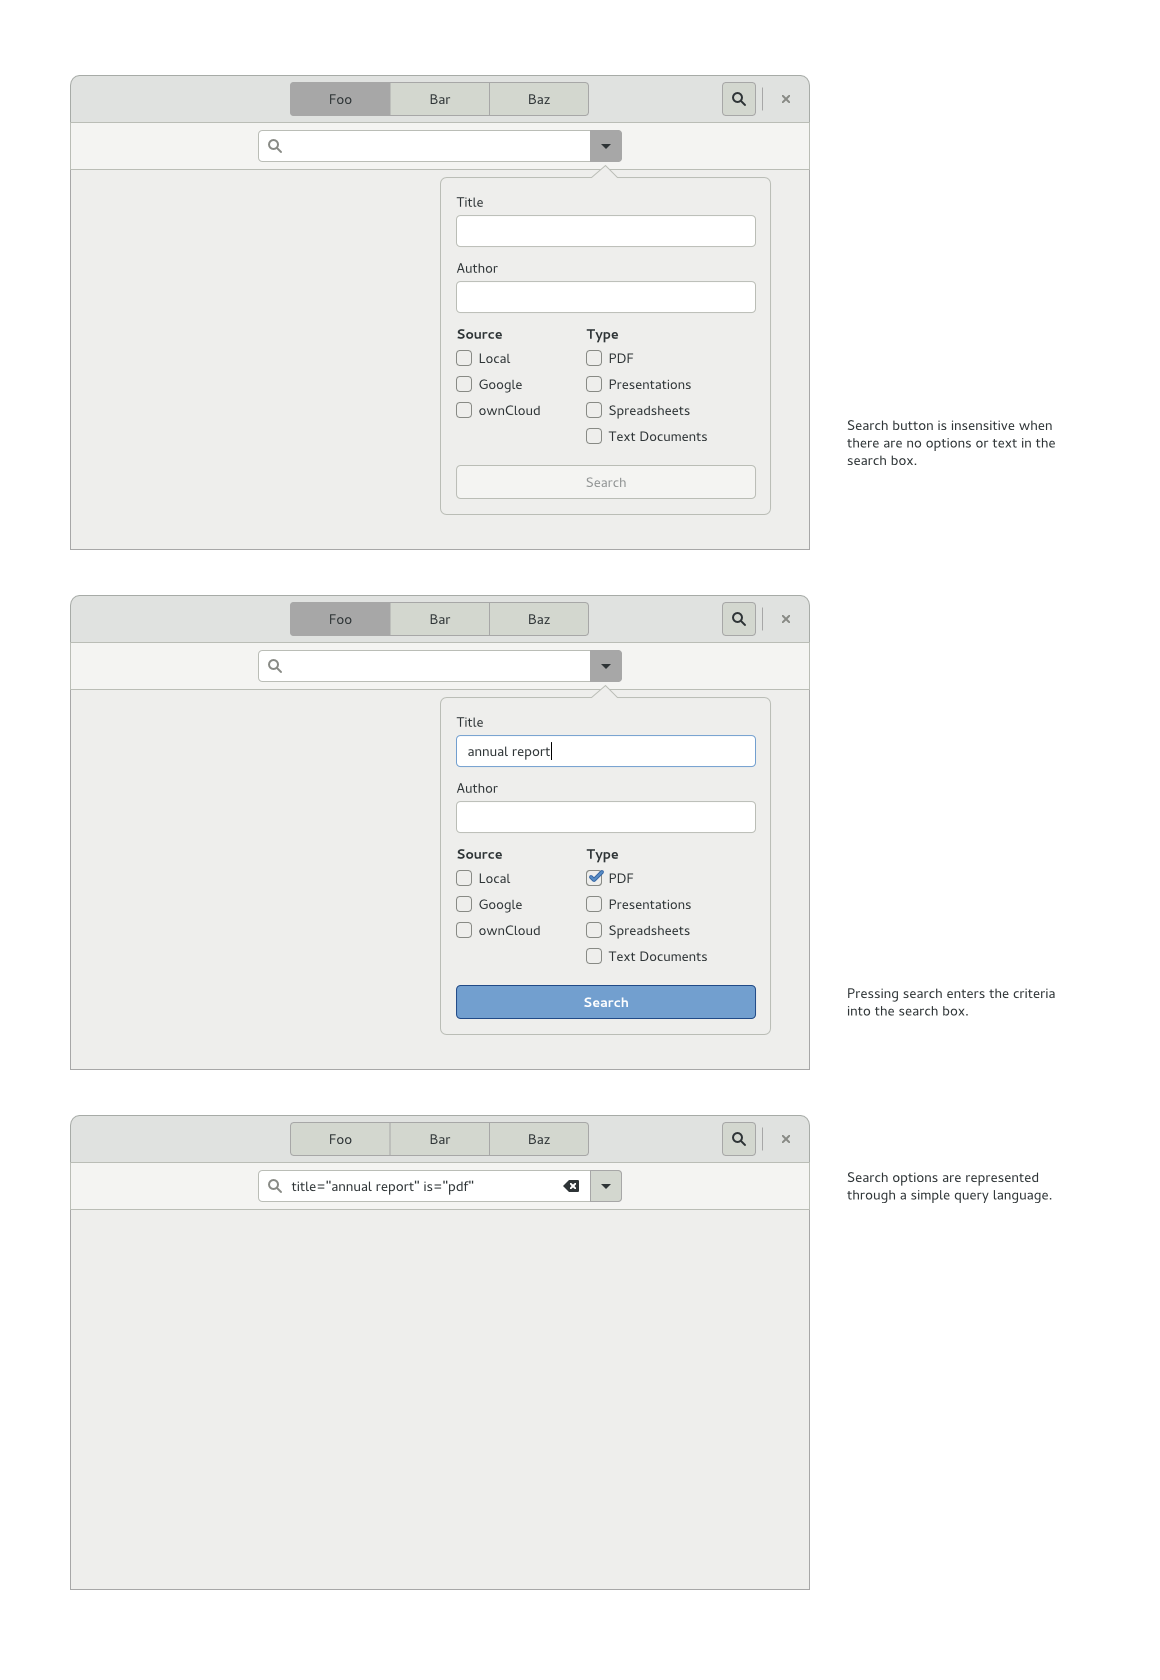 Foo Bar Baz
Title
Author
Source Type
Local PDF
Google Presentations
ownCloud Spreadsheets
Text Documents
Search
Search button is insensitive when
there are no options or text in the
search box.
Foo Bar Baz
Title
annual report
Author
Source Type
Local PDF
Google Presentations
ownCloud Spreadsheets
Text Documents
Search
Pressing search enters the criteria
into the search box.
Foo Bar Baz
title="annual report" is="pdf"
Search options are represented
through a simple query language.